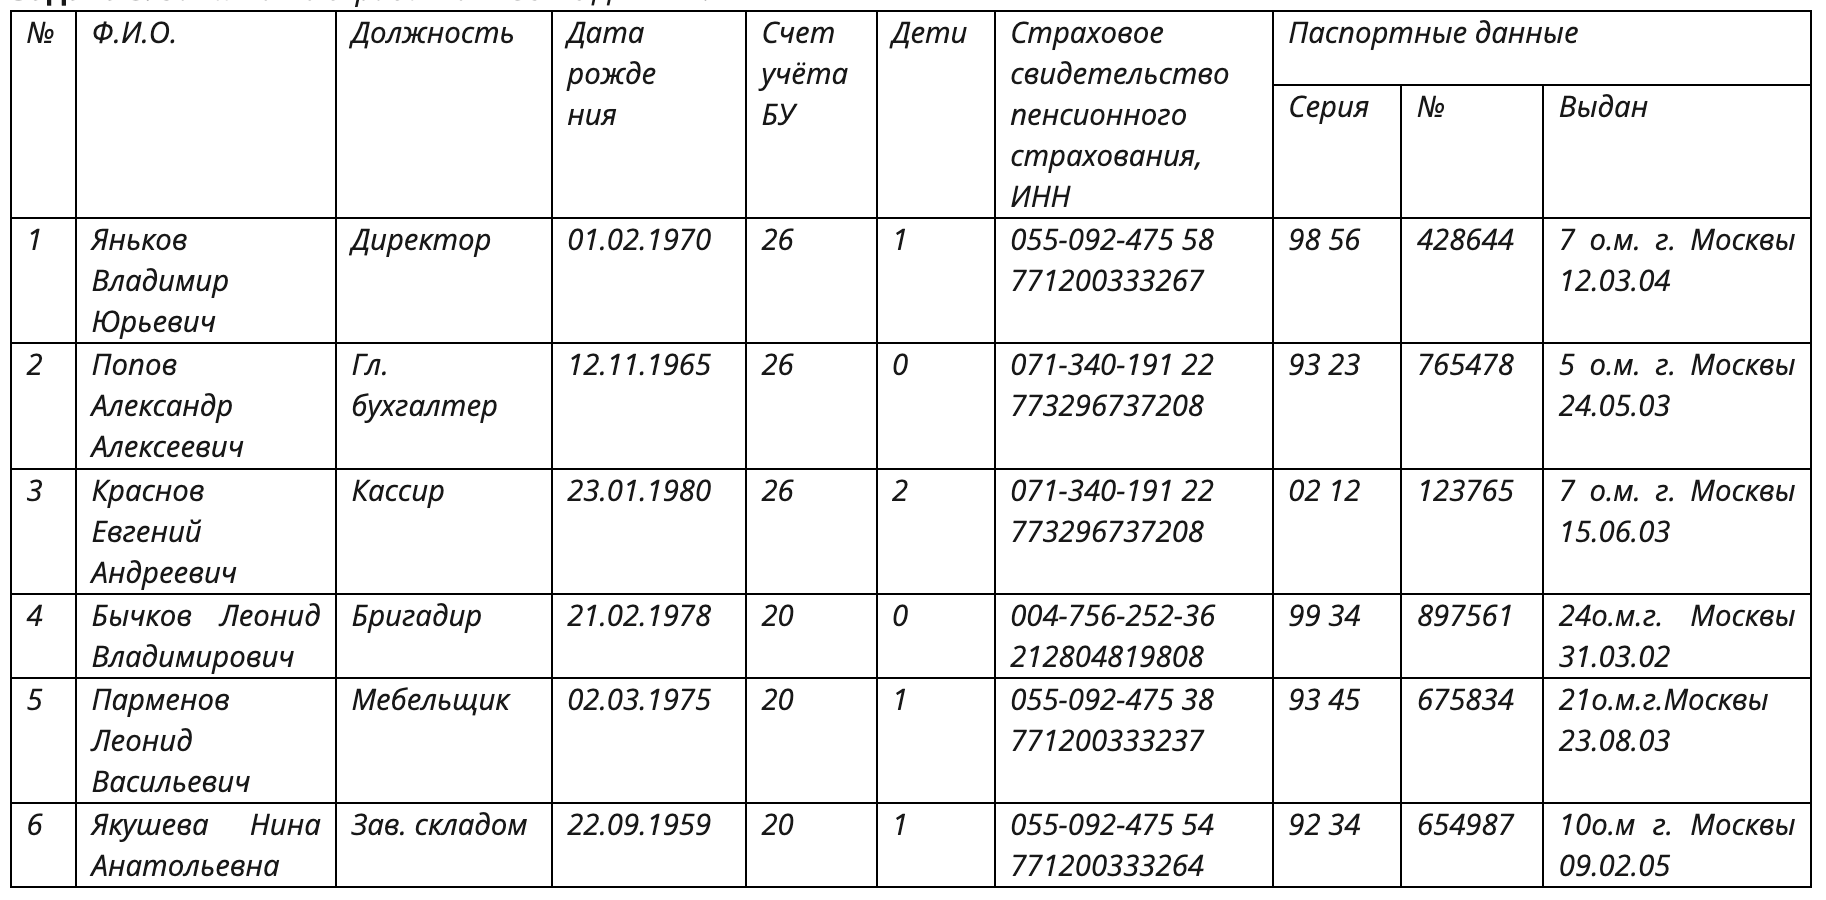 № Ф.И.О. Должность Дата рожде ния Счет учёта БУ Дети Страховое свидетельство пенсионного страхования, ИНН Паспортные данные
Серия № Выдан
1 Яньков Владимир Юрьевич Директор 01.02.1970 26 1 055-092-475 58 771200333267 98 56 428644 7 о.м. г. Москвы 12.03.04
2 Попов Александр Алексеевич Гл. бухгалтер 12.11.1965 26 0 071-340-191 22 773296737208 93 23 765478 5 о.м. г. Москвы 24.05.03
3 Краснов Евгений Андреевич Кассир 23.01.1980 26 2 071-340-191 22 773296737208 02 12 123765 7 о.м. г. Москвы 15.06.03
4 Бычков Леонид Владимирович Бригадир 21.02.1978 20 0 004-756-252-36 212804819808 99 34 897561 24о.м.г. Москвы 31.03.02
5 Парменов Леонид Васильевич Мебельщик 02.03.1975 20 1 055-092-475 38 771200333237 93 45 675834 21о.м.г.Москвы 23.08.03
6 Якушева Нина Анатольевна Зав. складом 22.09.1959 20 1 055-092-475 54 771200333264 92 34 654987 10о.м г. Москвы 09.02.05